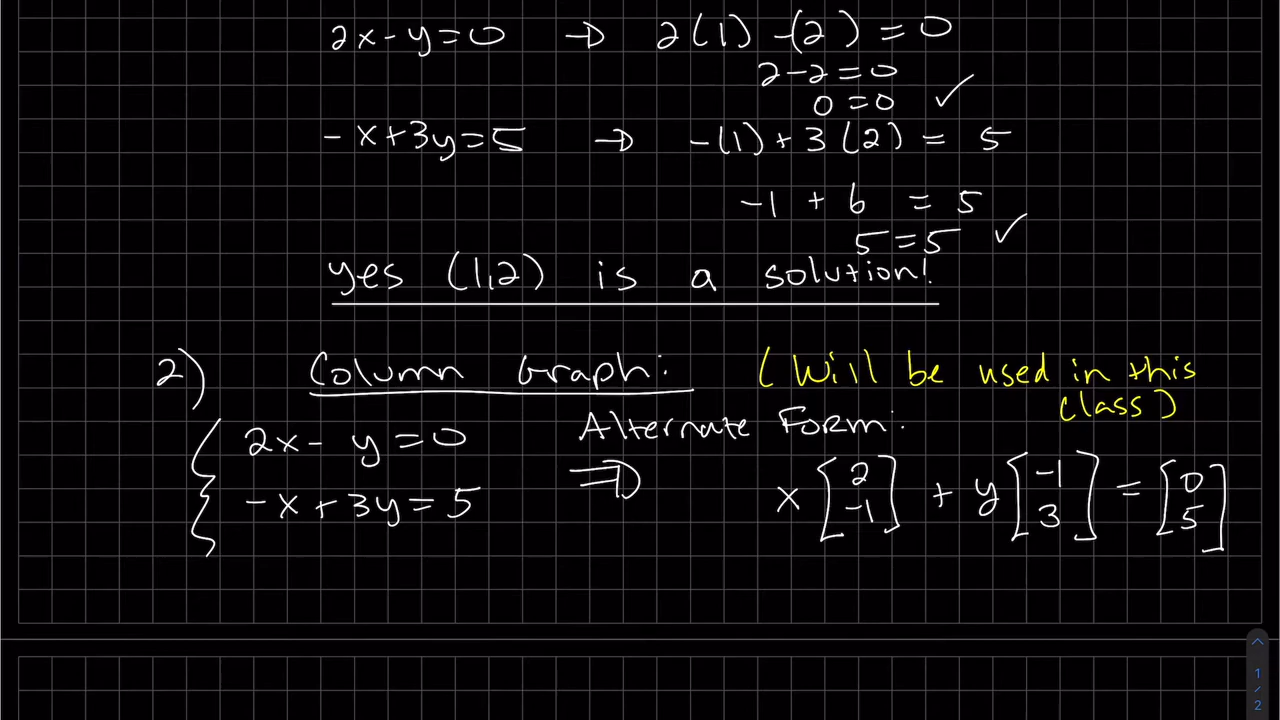 2x-y=0 → 2(1)-(2)=0
2-2=0
0=0 ✓
-x+3y=5 → -(1)+3(2)=5
-1+6=5
5=5 ✓
yes (1,2) is a solution!
2) Column Graph: (Will be used in this
class)
Alternate Form:
{ 2x-y=0
-x+3y=5
⇒ x[2 -1] + y[-1 3] = [0 5]
1
/
2